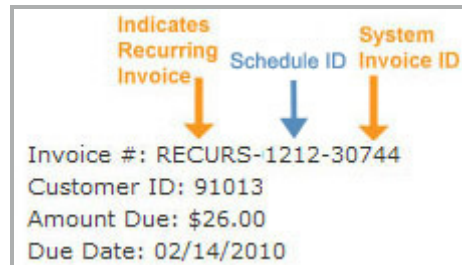 Indicates
Recurring
Invoice
Schedule ID
System
Invoice ID
Invoice #: RECURS-1212-30744
Customer ID: 91013
Amount Due: $26.00
Due Date: 02/14/2010